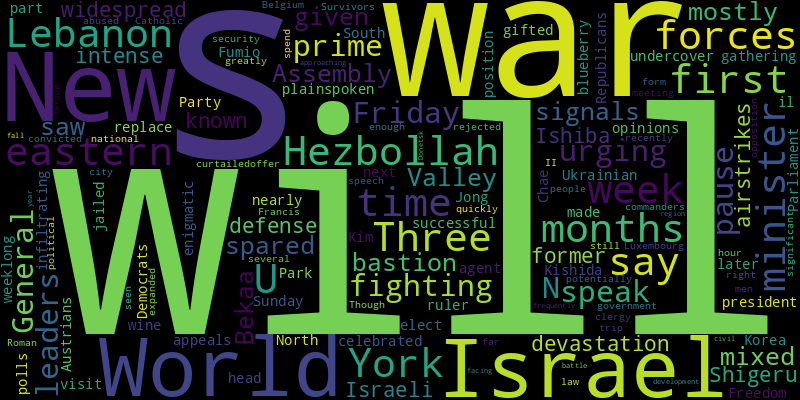 part
widespread
abused
Catholic
Belgium
Survivors
given
South
war
gifted
mostly
Lebanon
intense
security
Fumio
greatly
spend
prime
position
blueberry
Republicans
forces
undercover
gathering
New
S
approaching
Assembly
plainspoken
first
form
meeting
Party
known
Friday
signals
airstrikes
opposition
il
saw
replace
fall
convicted
national
eastern
curtailedoffer
Hezbollah
enough
rejected
Donetsk
Ishiba
opinions
recently
urging
pause
minister
Parliament
Will
city
next
Valley
speech
Jong
quickly
Chae
II
Ukrainian
people
week
commanders
region
year
jailed
enigmatic
nearly
Francis
time
successful
made
months
significant
General
infiltrating
political
defense
Three
Kim
still
Luxembourg
hour
weeklong
leaders
Democrats
spared
several
bastion
agent
former
say
later
right
seen
expanded
Bekaa
U
Park
fighting
Kishida
potentially
N
speak
men
president
Austrians
wine
Sunday
Though
ruler
government
frequently
clergy
trip
Roman
polls
World
appeals
North
celebrated
elect
far
devastation
civil
Korea
mixed
visit
head
York
Israeli
facing
Israel
battle
law
development
Shigeru
Freedom